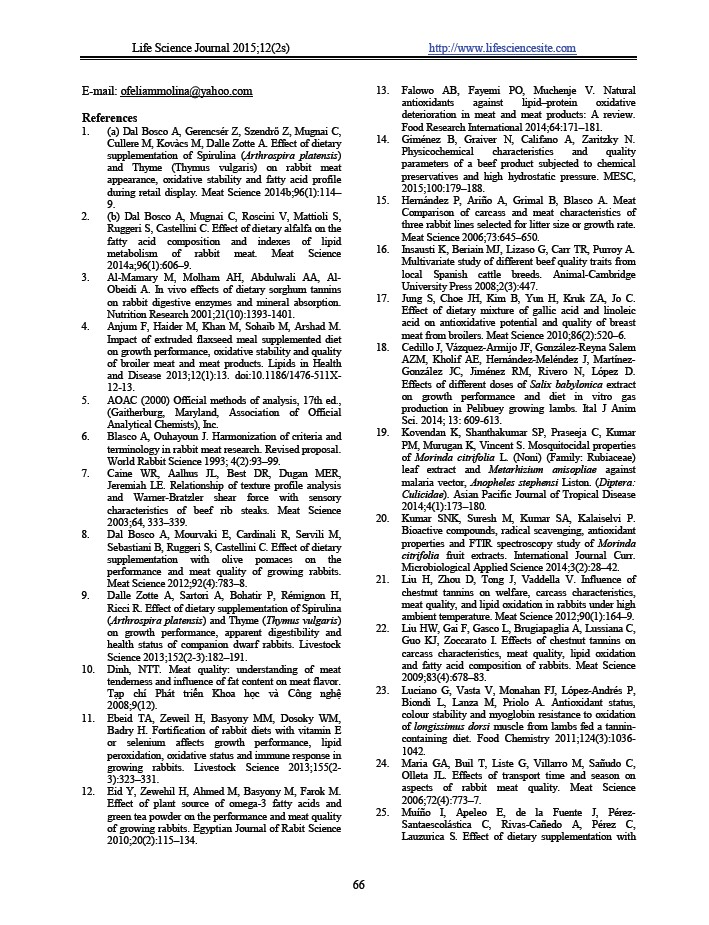 Life Science Journal 2015;12(2s)
http://www.lifesciencesite.com
E-mail: ofeliammolina@yahoo.com
References
1. (a) Dal Bosco A, Gerencsér Z, Szendrő Z, Mugnai C,
Cullere M, Kovàcs M, Dalle Zotte A. Effect of dietary
supplementation of Spirulina (Arthrospira platensis)
and Thyme (Thymus vulgaris) on rabbit meat
appearance, oxidative stability and fatty acid profile
during retail display. Meat Science 2014b;96(1):114–
9.
2. (b) Dal Bosco A, Mugnai C, Roscini V, Mattioli S,
Ruggeri S, Castellini C. Effect of dietary alfalfa on the
fatty acid composition and indexes of lipid
metabolism of rabbit meat. Meat Science
2014a;96(1):606–9.
3. Al-Mamary M, Molham AH, Abdulwali AA, Al-
Obeidi A. In vivo effects of dietary sorghum tannins
on rabbit digestive enzymes and mineral absorption.
Nutrition Research 2001;21(10):1393-1401.
4. Anjum F, Haider M, Khan M, Sohaib M, Arshad M.
Impact of extruded flaxseed meal supplemented diet
on growth performance, oxidative stability and quality
of broiler meat and meat products. Lipids in Health
and Disease 2013;12(1):13. doi:10.1186/1476-511X-
12-13.
5. AOAC (2000) Official methods of analysis, 17th ed.,
(Gaitherburg, Maryland, Association of Official
Analytical Chemists), Inc.
6. Blasco A, Ouhayoun J. Harmonization of criteria and
terminology in rabbit meat research. Revised proposal.
World Rabbit Science 1993; 4(2):93–99.
7. Caine WR, Aalhus JL, Best DR, Dugan MER,
Jeremiah LE. Relationship of texture profile analysis
and Warner-Bratzler shear force with sensory
characteristics of beef rib steaks. Meat Science
2003;64, 333–339.
8. Dal Bosco A, Mourvaki E, Cardinali R, Servili M,
Sebastiani B, Ruggeri S, Castellini C. Effect of dietary
supplementation with olive pomaces on the
performance and meat quality of growing rabbits.
Meat Science 2012;92(4):783–8.
9. Dalle Zotte A, Sartori A, Bohatir P, Rémignon H,
Ricci R. Effect of dietary supplementation of Spirulina
(Arthrospira platensis) and Thyme (Thymus vulgaris)
on growth performance, apparent digestibility and
health status of companion dwarf rabbits. Livestock
Science 2013;152(2-3):182–191.
10. Dinh, NTT. Meat quality: understanding of meat
tenderness and influence of fat content on meat flavor.
Tạp chí Phát triển Khoa học và Công nghệ
2008;9(12).
11. Ebeid TA, Zeweil H, Basyony MM, Dosoky WM,
Badry H. Fortification of rabbit diets with vitamin E
or selenium affects growth performance, lipid
peroxidation, oxidative status and immune response in
growing rabbits. Livestock Science 2013;155(2-
3):323–331.
12. Eid Y, Zewehil H, Ahmed M, Basyony M, Farok M.
Effect of plant source of omega-3 fatty acids and
green tea powder on the performance and meat quality
of growing rabbits. Egyptian Journal of Rabit Science
2010;20(2):115–134.
13. Falowo AB, Fayemi PO, Muchenje V. Natural
antioxidants against lipid–protein oxidative
deterioration in meat and meat products: A review.
Food Research International 2014;64:171–181.
14. Giménez B, Graiver N, Califano A, Zaritzky N.
Physicochemical characteristics and quality
parameters of a beef product subjected to chemical
preservatives and high hydrostatic pressure. MESC,
2015;100:179–188.
15. Hernández P, Ariño A, Grimal B, Blasco A. Meat
Comparison of carcass and meat characteristics of
three rabbit lines selected for litter size or growth rate.
Meat Science 2006;73:645–650.
16. Insausti K, Beriain MJ, Lizaso G, Carr TR, Purroy A.
Multivariate study of different beef quality traits from
local Spanish cattle breeds. Animal-Cambridge
University Press 2008;2(3):447.
17. Jung S, Choe JH, Kim B, Yun H, Kruk ZA, Jo C.
Effect of dietary mixture of gallic acid and linoleic
acid on antioxidative potential and quality of breast
meat from broilers. Meat Science 2010;86(2):520–6.
18. Cedillo J, Vázquez-Armijo JF, González-Reyna Salem
AZM, Kholif AE, Hernández-Meléndez J, Martínez-
González JC, Jiménez RM, Rivero N, López D.
Effects of different doses of Salix babylonica extract
on growth performance and diet in vitro gas
production in Pelibuey growing lambs. Ital J Anim
Sci. 2014; 13: 609-613.
19. Kovendan K, Shanthakumar SP, Praseeja C, Kumar
PM, Murugan K, Vincent S. Mosquitocidal properties
of Morinda citrifolia L. (Noni) (Family: Rubiaceae)
leaf extract and Metarhizium anisopliae against
malaria vector, Anopheles stephensi Liston. (Diptera:
Culicidae). Asian Pacific Journal of Tropical Disease
2014;4(1):173–180.
20. Kumar SNK, Suresh M, Kumar SA, Kalaiselvi P.
Bioactive compounds, radical scavenging, antioxidant
properties and FTIR spectroscopy study of Morinda
citrifolia fruit extracts. International Journal Curr.
Microbiological Applied Science 2014;3(2):28–42.
21. Liu H, Zhou D, Tong J, Vaddella V. Influence of
chestnut tannins on welfare, carcass characteristics,
meat quality, and lipid oxidation in rabbits under high
ambient temperature. Meat Science 2012;90(1):164–9.
22. Liu HW, Gai F, Gasco L, Brugiapaglia A, Lussiana C,
Guo KJ, Zoccarato I. Effects of chestnut tannins on
carcass characteristics, meat quality, lipid oxidation
and fatty acid composition of rabbits. Meat Science
2009;83(4):678–83.
23. Luciano G, Vasta V, Monahan FJ, López-Andrés P,
Biondi L, Lanza M, Priolo A. Antioxidant status,
colour stability and myoglobin resistance to oxidation
of longissimus dorsi muscle from lambs fed a tannin-
containing diet. Food Chemistry 2011;124(3):1036-
1042.
24. Maria GA, Buil T, Liste G, Villarro M, Sañudo C,
Olleta JL. Effects of transport time and season on
aspects of rabbit meat quality. Meat Science
2006;72(4):773–7.
25. Muíño I, Apeleo E, de la Fuente J, Pérez-
Santaescolástica C, Rivas-Cañedo A, Pérez C,
Lauzurica S. Effect of dietary supplementation with
66